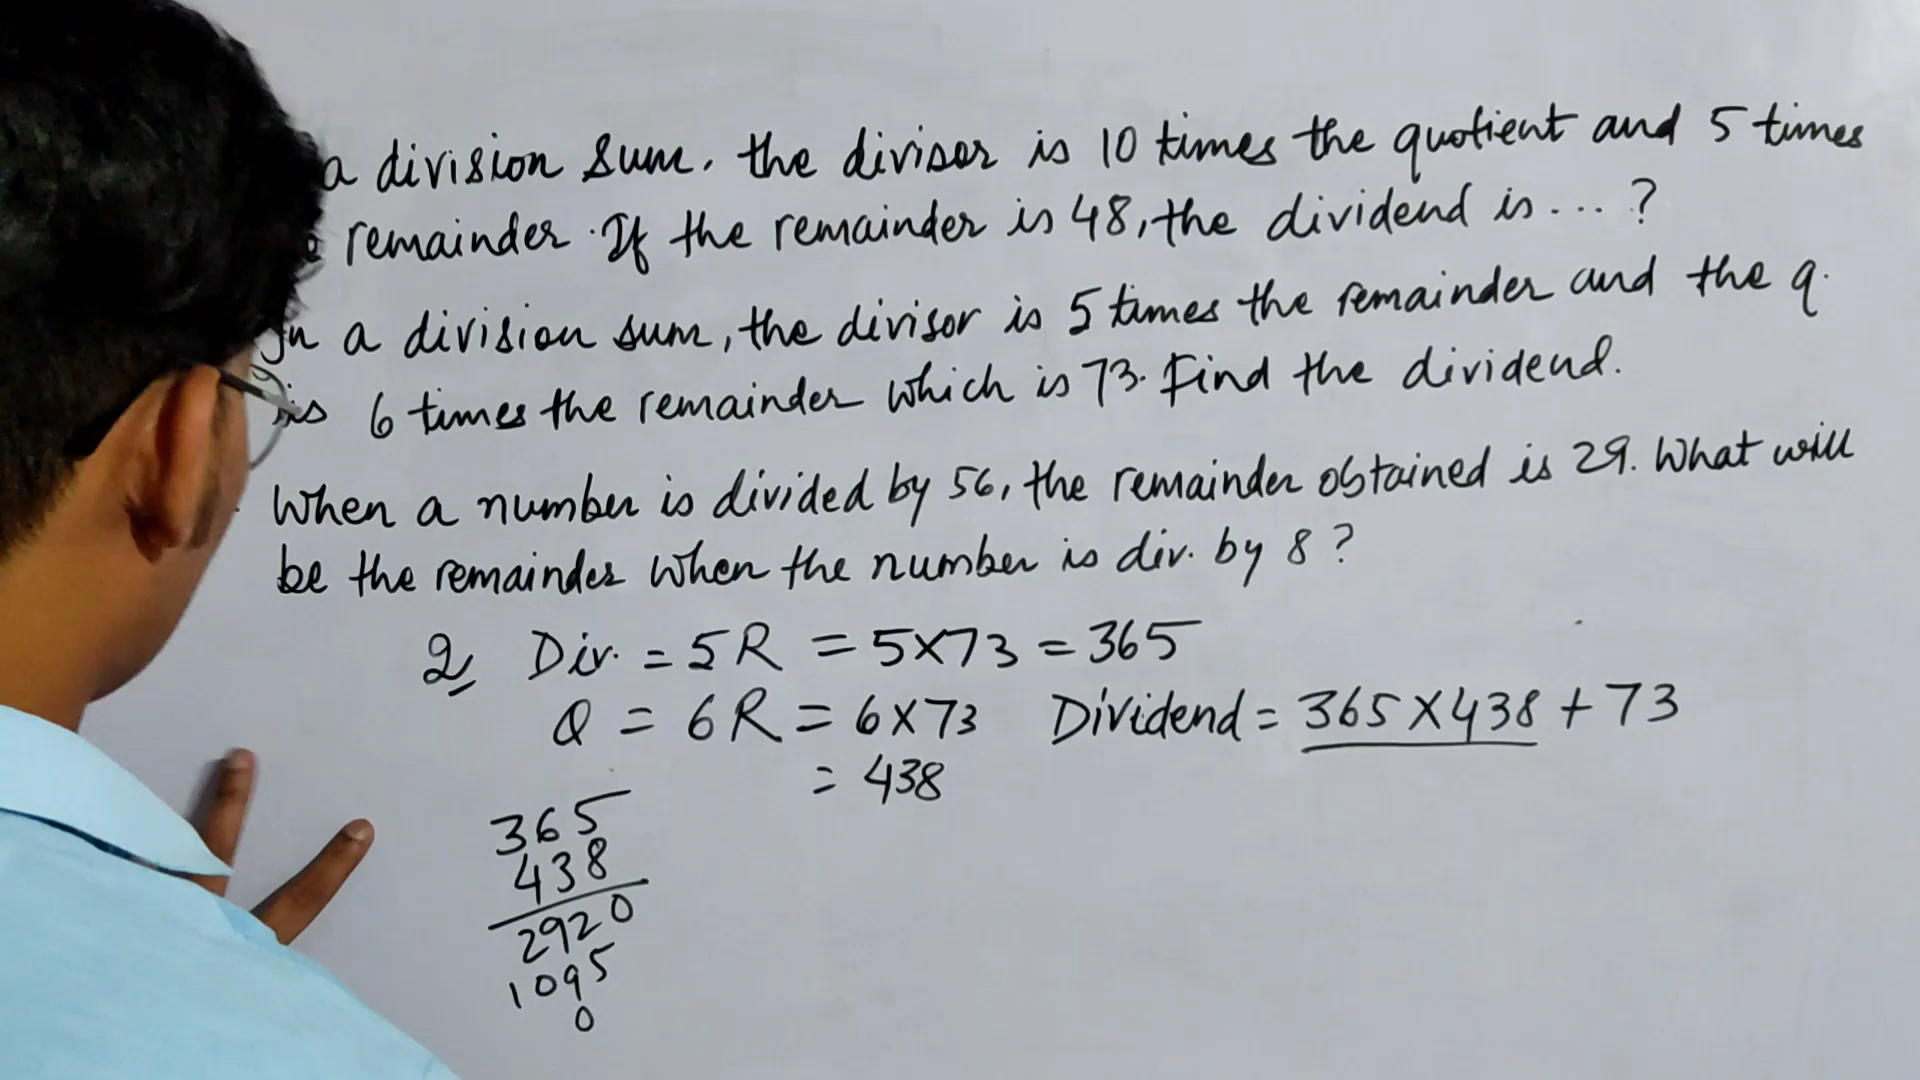 a division sum. the divisor is 10 times the quotient and 5 times
remainder. If the remainder is 48, the dividend is ... ?
In a division sum, the divisor is 5 times the remainder and the q.
is 6 times the remainder which is 73. Find the dividend.
When a number is divided by 56, the remainder obtained is 29. What will
be the remainder when the number is div. by 8 ?
2 Div. = 5R = 5×73 = 365
Q = 6R = 6×73 Dividend = 365×438 + 73
= 438
365
438
2920
1095
0